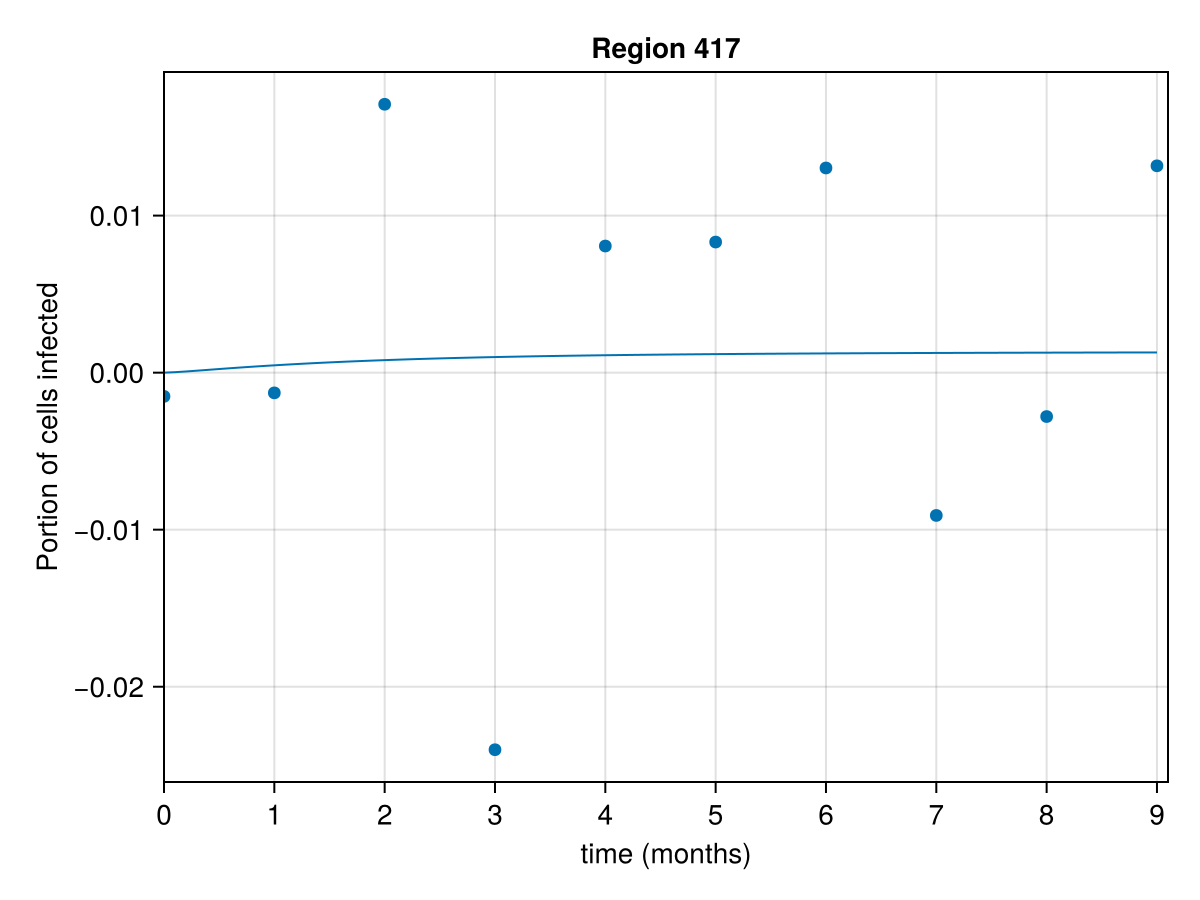 Region 417
Portion of cells infected
0.01
0.00
−0.01
−0.02
0 1 2 3 4 5 6 7 8 9
time (months)